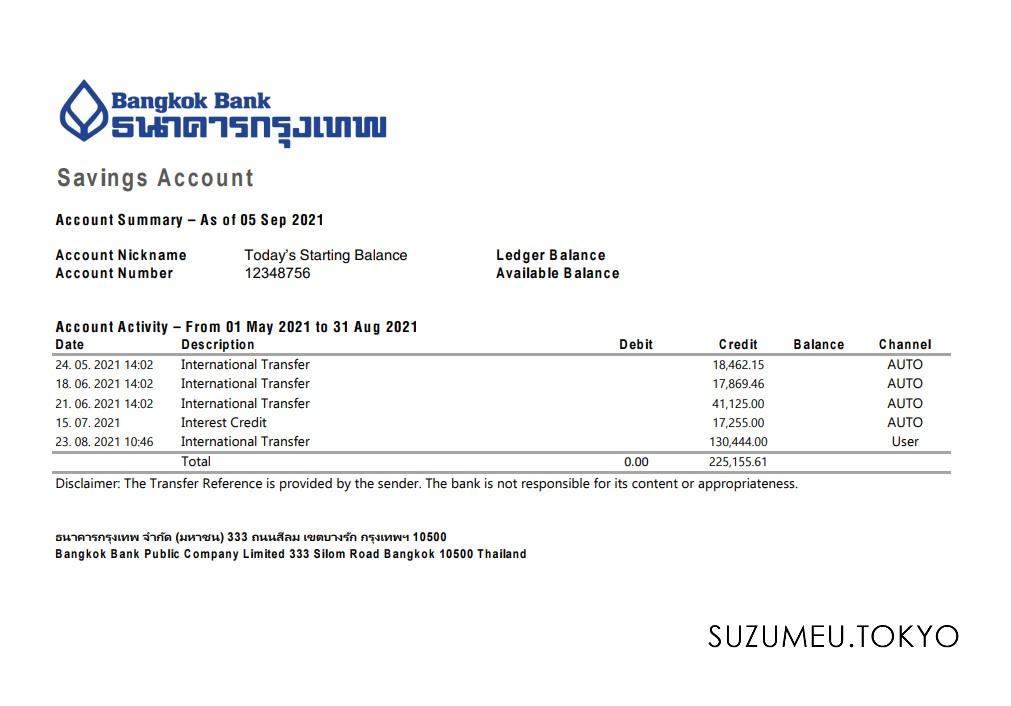 Bangkok Bank
ธนาคารกรุงเทพ
Savings Account
Account Summary – As of 05 Sep 2021
Account Nickname Today's Starting Balance Ledger Balance
Account Number 12348756 Available Balance
Account Activity – From 01 May 2021 to 31 Aug 2021
Date Description Debit Credit Balance Channel
24. 05. 2021 14:02 International Transfer 18,462.15 AUTO
18. 06. 2021 14:02 International Transfer 17,869.46 AUTO
21. 06. 2021 14:02 International Transfer 41,125.00 AUTO
15. 07. 2021 Interest Credit 17,255.00 AUTO
23. 08. 2021 10:46 International Transfer 130,444.00 User
Total 0.00 225,155.61
Disclaimer: The Transfer Reference is provided by the sender. The bank is not responsible for its content or appropriateness.
ธนาคารกรุงเทพ จำกัด (มหาชน) 333 ถนนสีลม เขตบางรัก กรุงเทพฯ 10500
Bangkok Bank Public Company Limited 333 Silom Road Bangkok 10500 Thailand
SUZUMEU.TOKYO